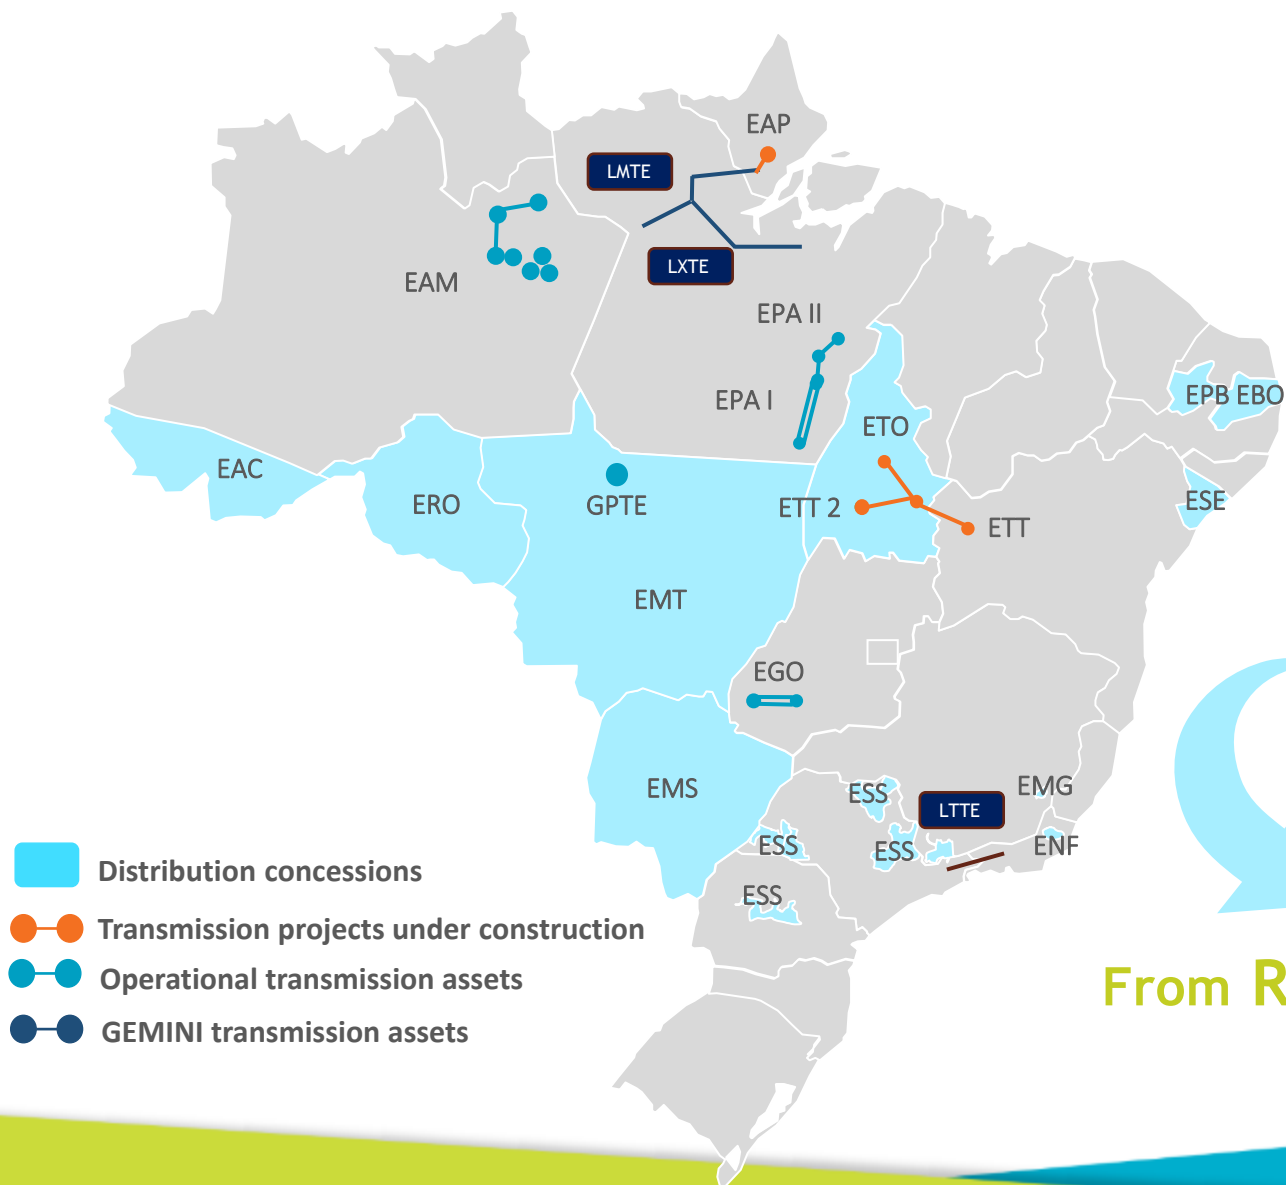 EAP
LMTE
LXTE
EAM
EPA II
EPA I
EPB EBO
ETO
EAC
ERO
GPTE
ETT 2
ESE
ETT
EMT
EGO
EMS
ESS
EMG
LTTE
ESS
ESS
ENF
ESS
Distribution concessions
Transmission projects under construction
Operational transmission assets
GEMINI transmission assets
From R